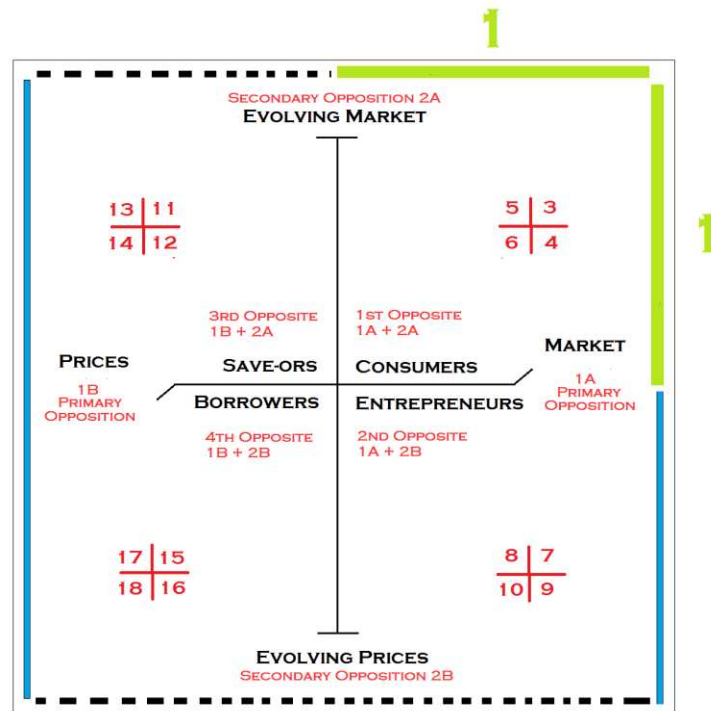 1
SECONDARY OPPOSITION 2A
EVOLVING MARKET
13 11
14 12
5 3
6 4
1
3RD OPPOSITE
1B + 2A
1ST OPPOSITE
1A + 2A
PRICES
1B
PRIMARY
OPPOSITION
SAVE-ORS
CONSUMERS
MARKET
1A
PRIMARY
OPPOSITION
BORROWERS
ENTREPRENEURS
4TH OPPOSITE
1B + 2B
2ND OPPOSITE
1A + 2B
17 15
18 16
8 7
10 9
EVOLVING PRICES
SECONDARY OPPOSITION 2B